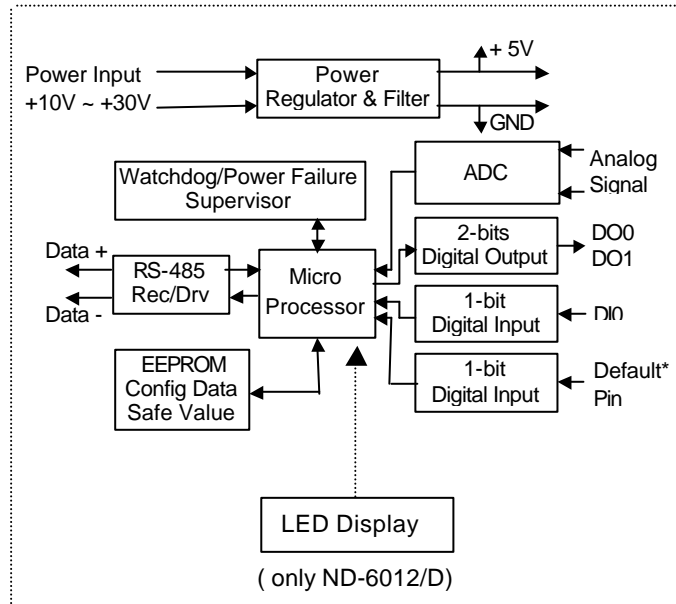 Power Input
+10V ~ +30V
Power
Regulator & Filter
+ 5V
GND
ADC
Analog
Signal
Watchdog/Power Failure
Supervisor
2-bits
Digital Output
DO0
DO1
Data +
Data -
RS-485
Rec/Drv
Micro
Processor
1-bit
Digital Input
DI0
EEPROM
Config Data
Safe Value
1-bit
Digital Input
Default*
Pin
LED Display
( only ND-6012/D)